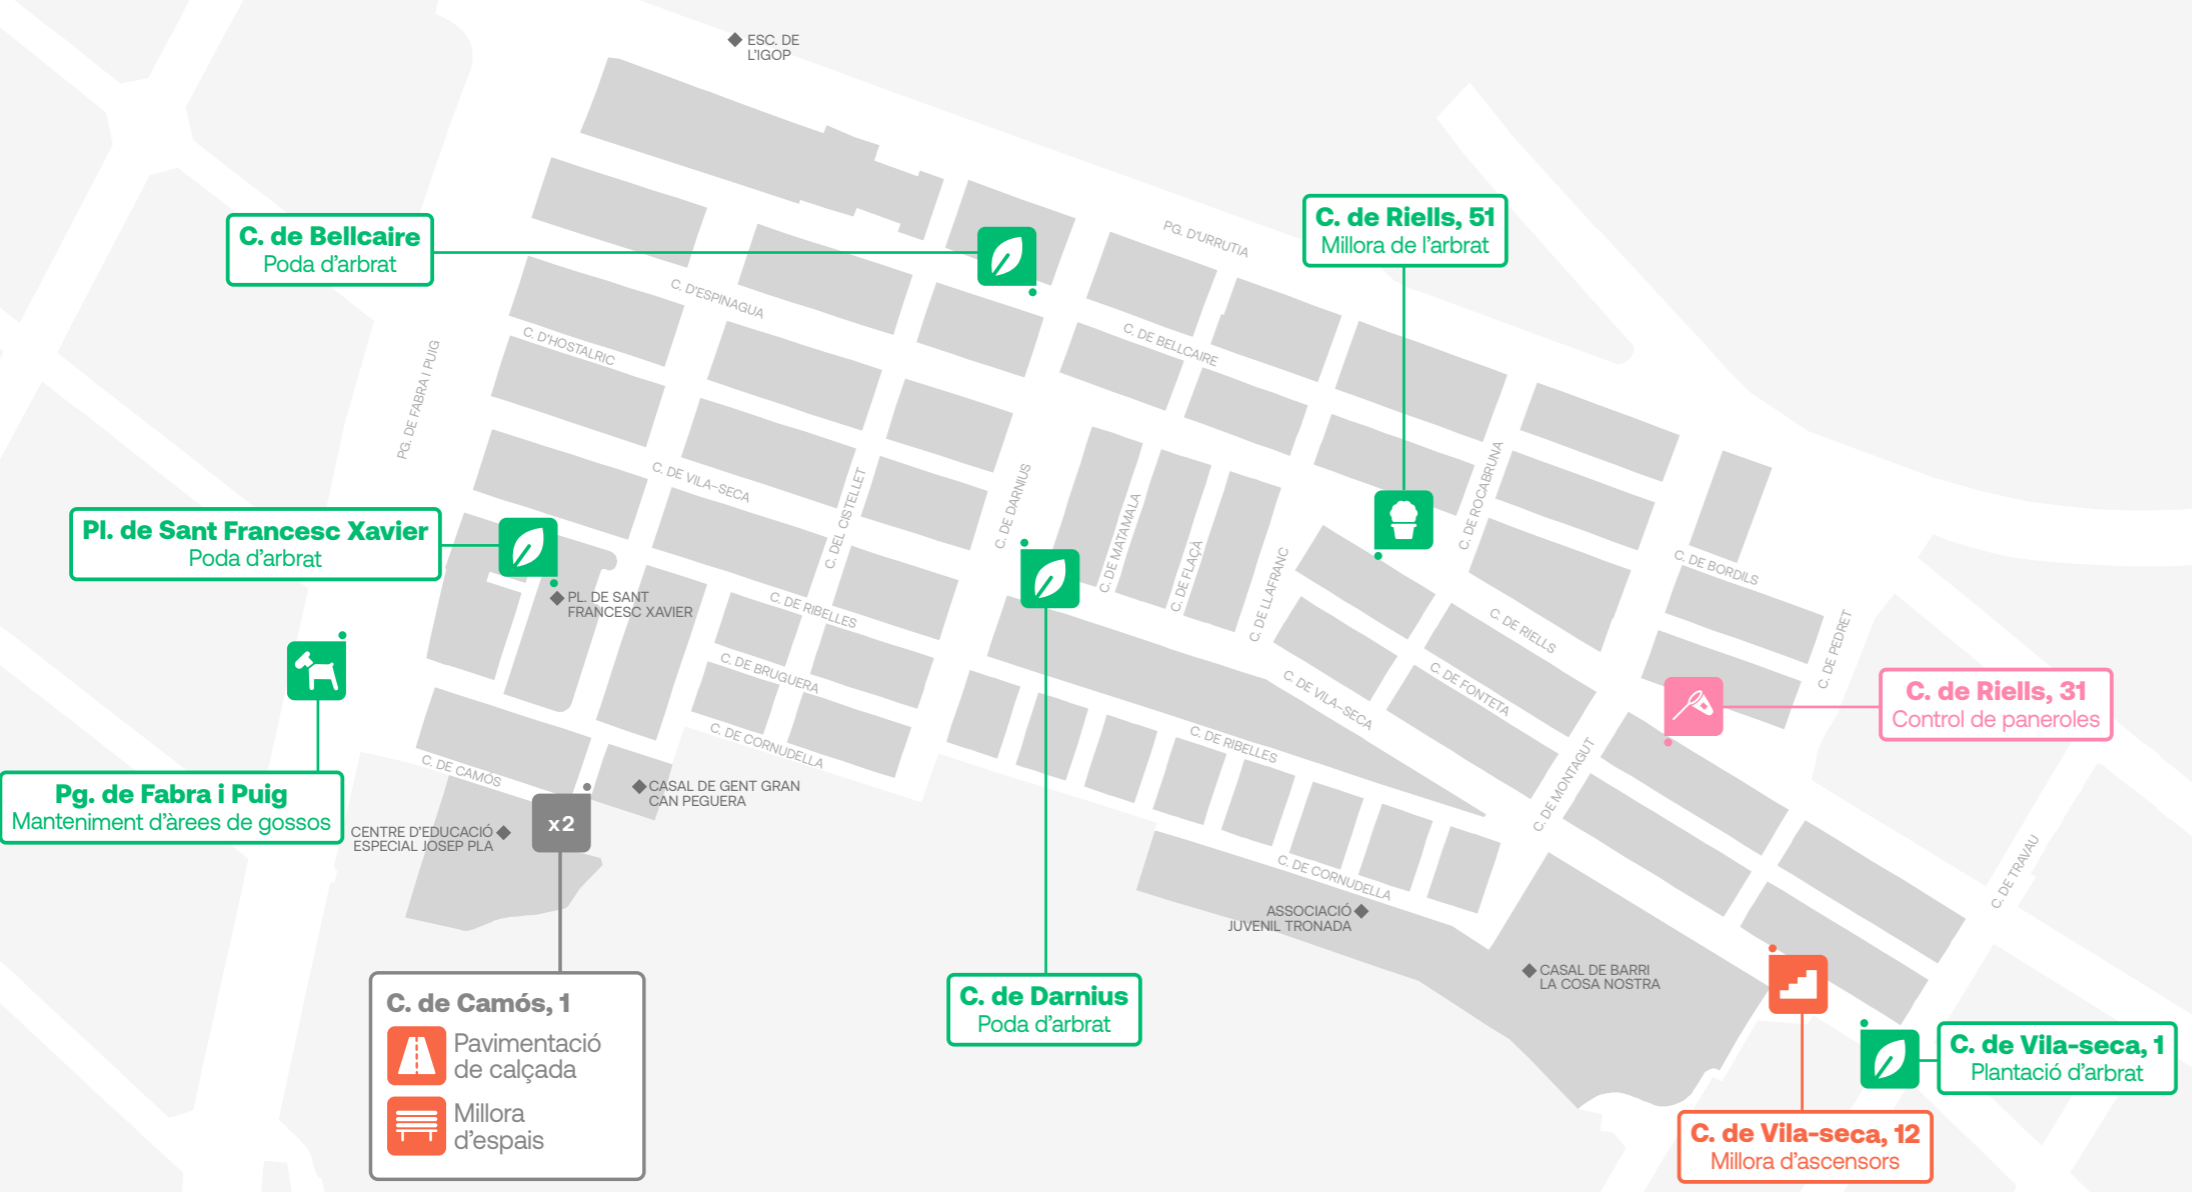 ESC. DE
L'IGOP
C. de Bellcaire
Poda d'arbrat
C. de Riells, 51
Millora de l'arbrat
PG. D'URRUTIA
C. D'ESPINAGUA
C. D'HOSTALRIC
C. DE BELLCAIRE
PG. DE FABRA I PUIG
C. DE VILA-SECA
C. DEL CISTELLET
C. DE DARNIUS
C. DE MATAMALA
C. DE FLAÇÀ
C. DE LLAFRANC
C. DE ROCABRUNA
C. DE BORDILS
C. DE PEDRET
Pl. de Sant Francesc Xavier
Poda d'arbrat
PL. DE SANT
FRANCESC XAVIER
C. DE RIBELLES
C. DE BRUGUERA
C. DE CORNUDELLA
C. DE RIELLS
C. DE FONTETA
C. DE VILA-SECA
C. DE RIBELLES
C. DE MONTAGUT
C. de Riells, 31
Control de paneroles
Pg. de Fabra i Puig
Manteniment d'àrees de gossos
C. DE CAMÓS
CASAL DE GENT GRAN
CAN PEGUERA
CENTRE D'EDUCACIÓ
ESPECIAL JOSEP PLA
x2
C. DE CORNUDELLA
C. DE TRAVAU
ASSOCIACIÓ
JUVENIL TRONADA
CASAL DE BARRI
LA COSA NOSTRA
C. de Camós, 1
Pavimentació
de calçada
Millora
d'espais
C. de Darnius
Poda d'arbrat
C. de Vila-seca, 1
Plantació d'arbrat
C. de Vila-seca, 12
Millora d'ascensors